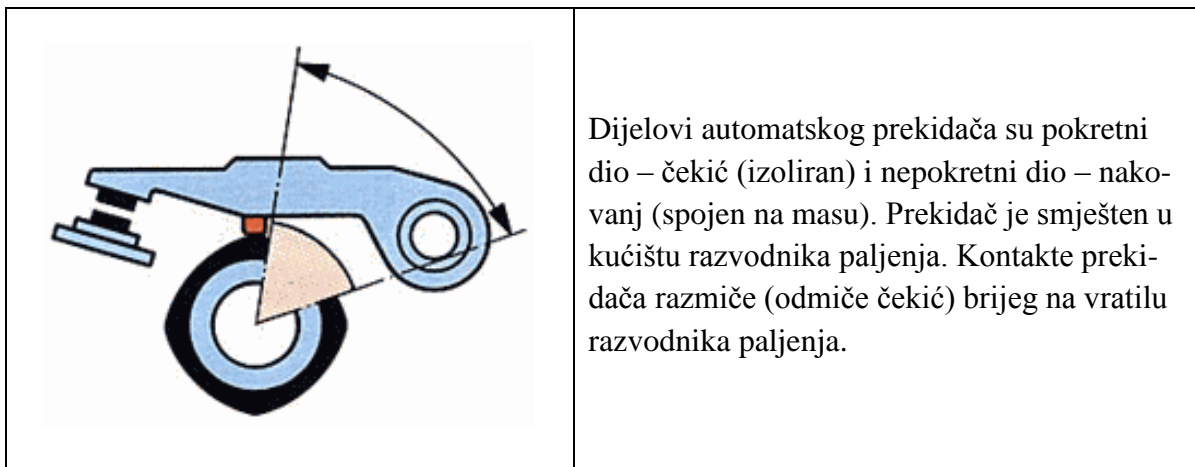 Dijelovi automatskog prekidača su pokretni
dio – čekić (izoliran) i nepokretni dio – nako-
vanj (spojen na masu). Prekidač je smješten u
kućištu razvodnika paljenja. Kontakte preki-
dača razmiče (odmiče čekić) brijeg na vratilu
razvodnika paljenja.